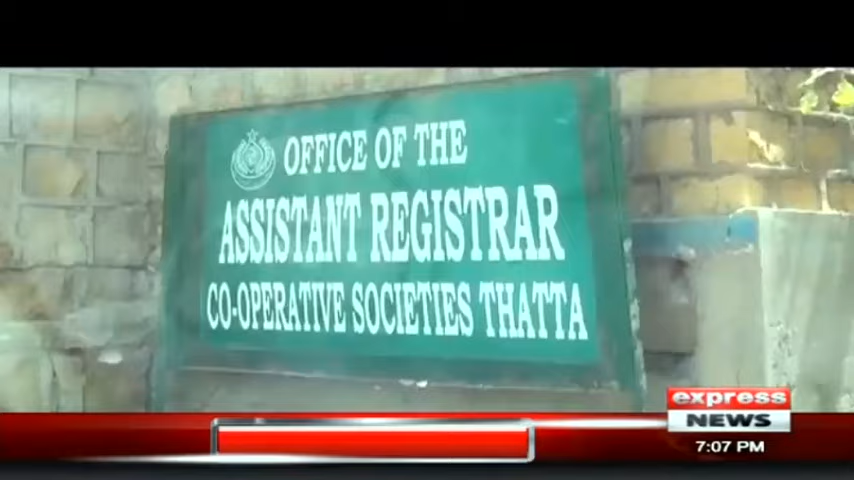 OFFICE OF THE
ASSISTANT REGISTRAR
CO-OPERATIVE SOCIETIES THATTA
express
NEWS
7:07 PM